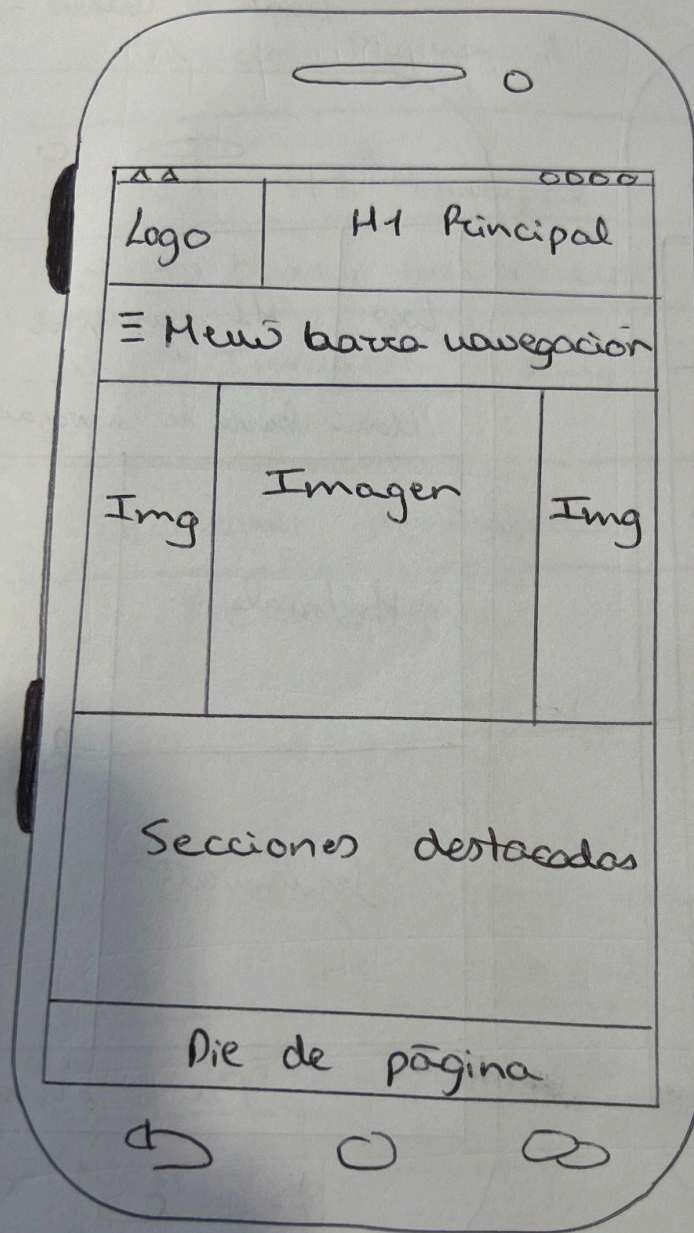 Logo
H1 Principal
≡ Menú barra navegación
Img
Imagen
Img
Secciones destacadas
Pie de página